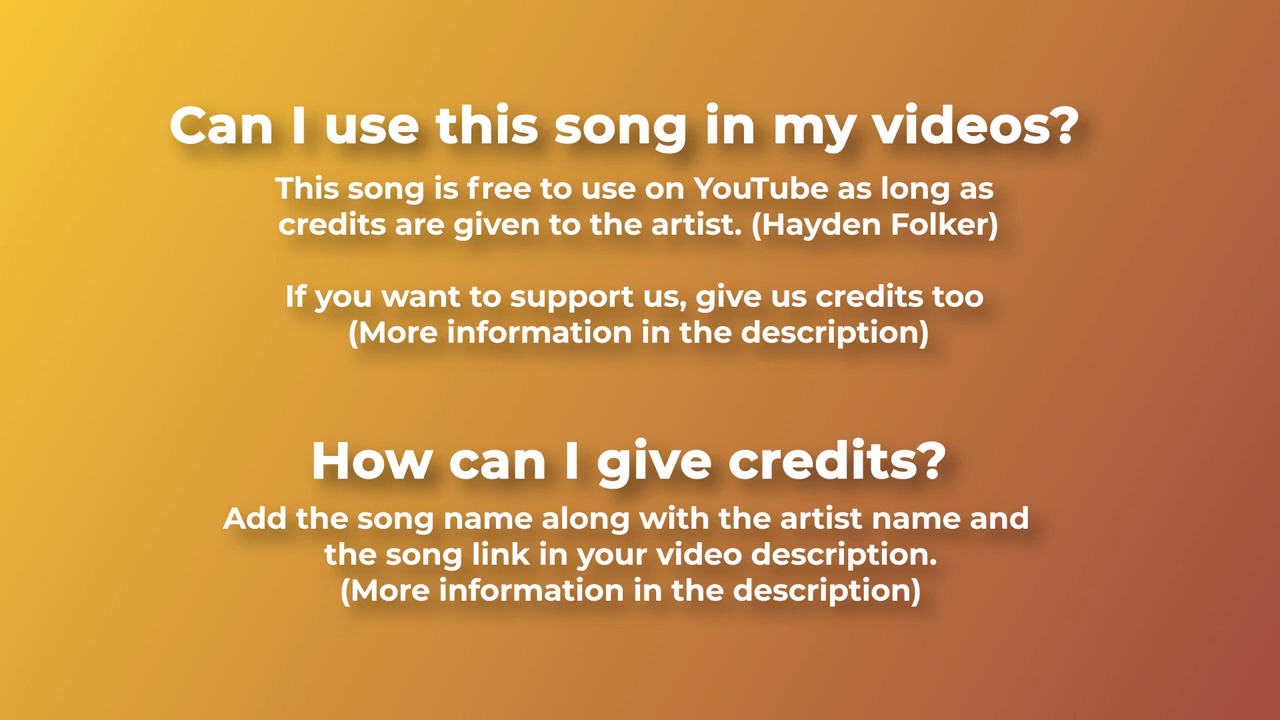 Can I use this song in my videos?
This song is free to use on YouTube as long as
credits are given to the artist. (Hayden Folker)
If you want to support us, give us credits too
(More information in the description)
How can I give credits?
Add the song name along with the artist name and
the song link in your video description.
(More information in the description)